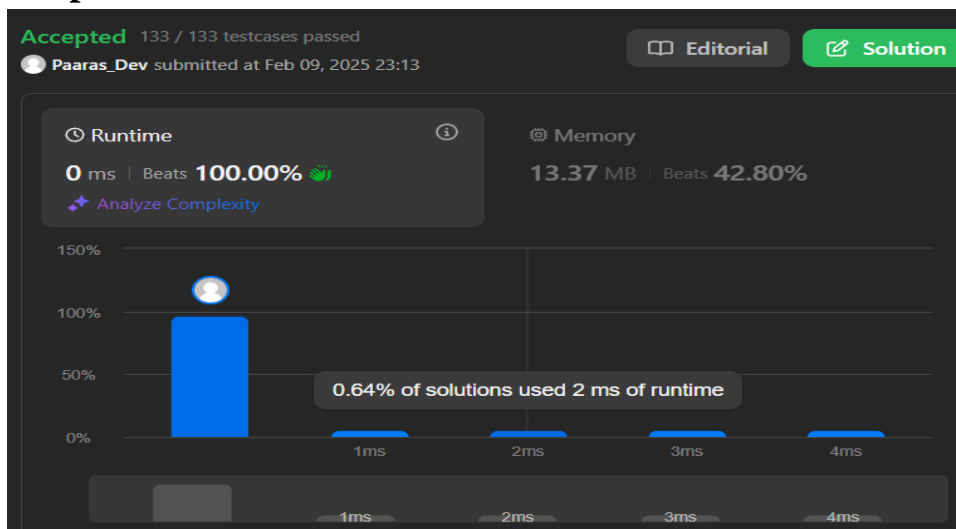 Accepted 133 / 133 testcases passed
Editorial
Solution
Paaras_Dev submitted at Feb 09, 2025 23:13
Runtime
0 ms | Beats 100.00%
Analyze Complexity
Memory
13.37 MB | Beats 42.80%
150%
100%
50%
0%
0.64% of solutions used 2 ms of runtime
1ms 2ms 3ms 4ms
1ms 2ms 3ms 4ms